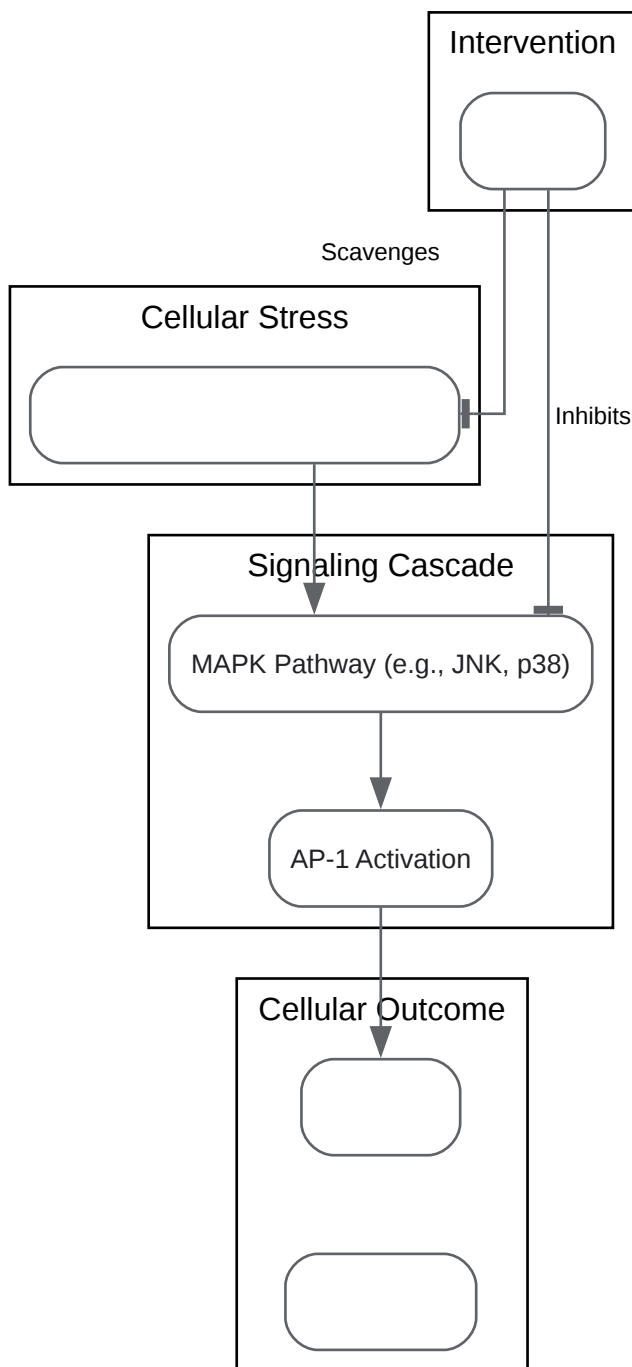 Intervention
Scavenges
Cellular Stress
Inhibits
Signaling Cascade
MAPK Pathway (e.g., JNK, p38)
AP-1 Activation
Cellular Outcome